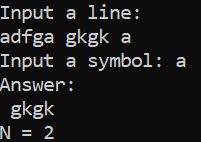 Input a line:
adfga gkgk a
Input a symbol: a
Answer:
 gkgk
N = 2